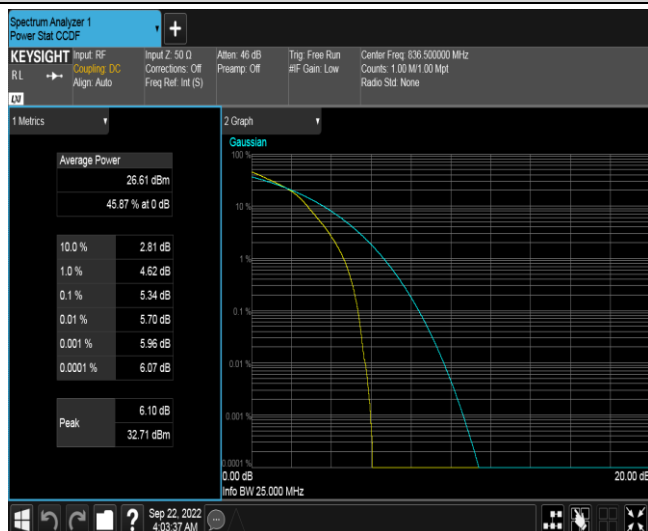 Spectrum Analyzer 1
Power Stat CCDF
+
KEYSIGHT
RL
LXI
Input: RF
Coupling: DC
Align: Auto
Input Z: 50 Ω
Corrections: Off
Freq Ref: Int (S)
Atten: 46 dB
Preamp: Off
Trig: Free Run
#IF Gain: Low
Center Freq: 836.500000 MHz
Counts: 1.00 M/1.00 Mpt
Radio Std: None
1 Metrics
Average Power
26.61 dBm
45.87 % at 0 dB
10.0 % 2.81 dB
1.0 % 4.62 dB
0.1 % 5.34 dB
0.01 % 5.70 dB
0.001 % 5.96 dB
0.0001 % 6.07 dB
Peak
6.10 dB
32.71 dBm
2 Graph
Gaussian
100 %
10 %
1 %
0.1 %
0.01 %
0.001 %
0.0001 %
0.00 dB
20.00 dB
Info BW 25.000 MHz
?
Sep 22, 2022
4:03:37 AM